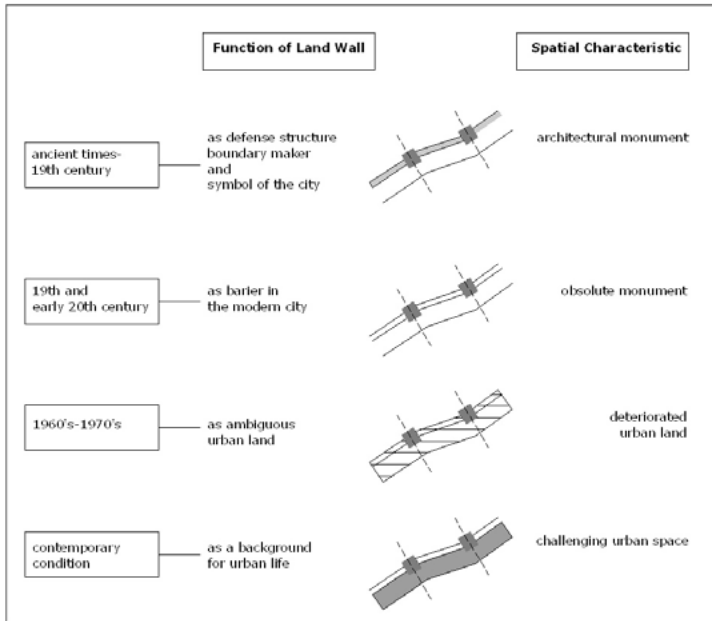 Function of Land Wall
Spatial Characteristic
ancient times-
19th century
as defense structure
boundary maker
and
symbol of the city
architectural monument
19th and
early 20th century
as barier in
the modern city
obsolute monument
1960's-1970's
as ambiguous
urban land
deteriorated
urban land
contemporary
condition
as a background
for urban life
challenging urban space